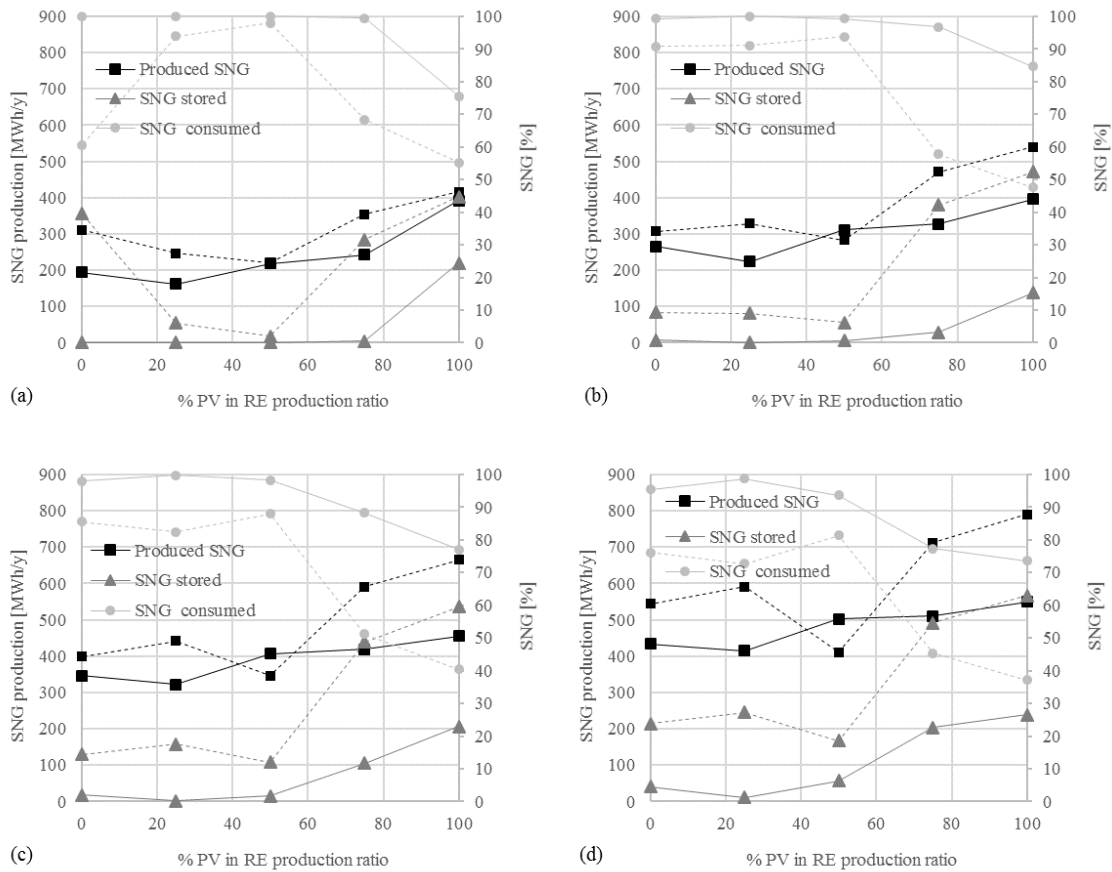 900
800
700
600
500
400
300
200
100
0
SNG production [MWh/y]
Produced SNG
SNG stored
SNG consumed
100
90
80
70
60
50
40
30
20
10
0
SNG [%]
0 20 40 60 80 100
% PV in RE production ratio
(a)
900
800
700
600
500
400
300
200
100
0
SNG production [MWh/y]
Produced SNG
SNG stored
SNG consumed
100
90
80
70
60
50
40
30
20
10
0
SNG [%]
0 20 40 60 80 100
% PV in RE production ratio
(b)
900
800
700
600
500
400
300
200
100
0
SNG production [MWh/y]
Produced SNG
SNG stored
SNG consumed
100
90
80
70
60
50
40
30
20
10
0
SNG [%]
0 20 40 60 80 100
% PV in RE production ratio
(c)
900
800
700
600
500
400
300
200
100
0
SNG production [MWh/y]
Produced SNG
SNG stored
SNG consumed
100
90
80
70
60
50
40
30
20
10
0
SNG [%]
0 20 40 60 80 100
% PV in RE production ratio
(d)